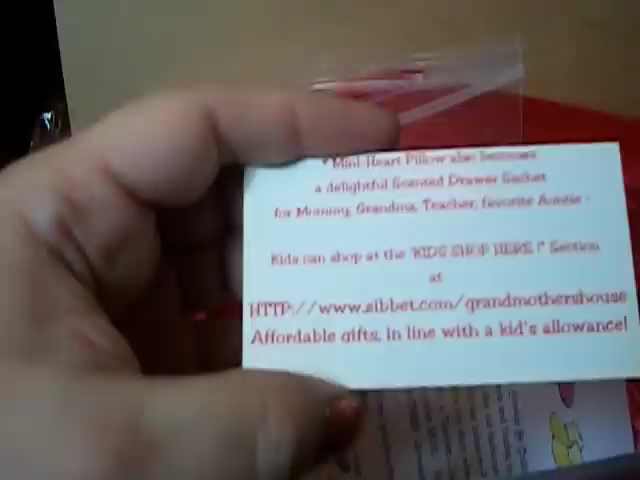 * Mini Heart Pillow also becomes
a delightful Scented Drawer Sachet
for Mommy, Grandma, Teacher, favorite Auntie -
Kids can shop at the 'KIDS SHOP HERE !" Section
at
HTTP://www.zibbet.com/grandmothershouse
Affordable gifts, in line with a kid's allowance!